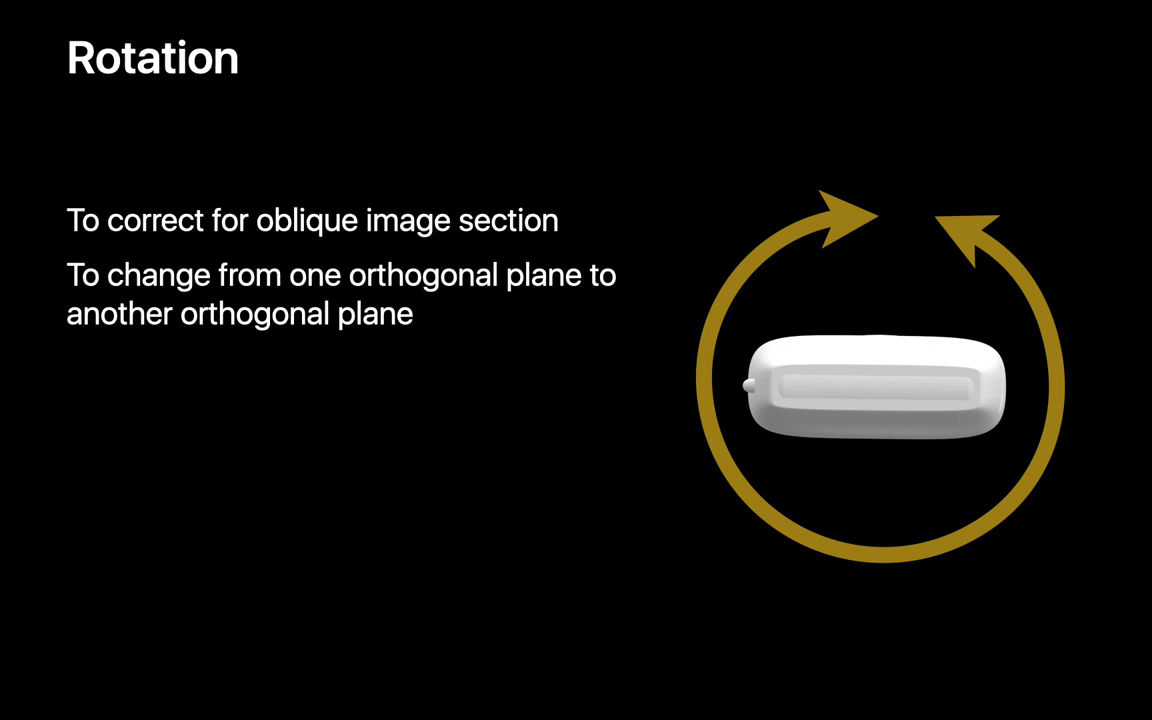 Rotation
To correct for oblique image section
To change from one orthogonal plane to
another orthogonal plane